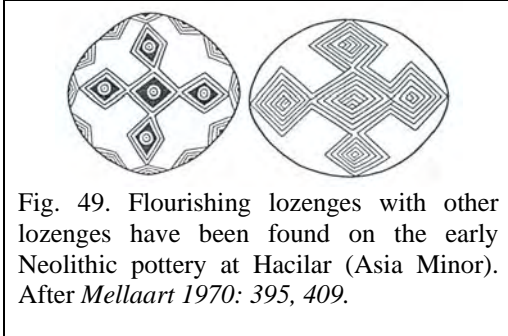 Fig. 49. Flourishing lozenges with other
lozenges have been found on the early
Neolithic pottery at Hacilar (Asia Minor).
After Mellaart 1970: 395, 409.